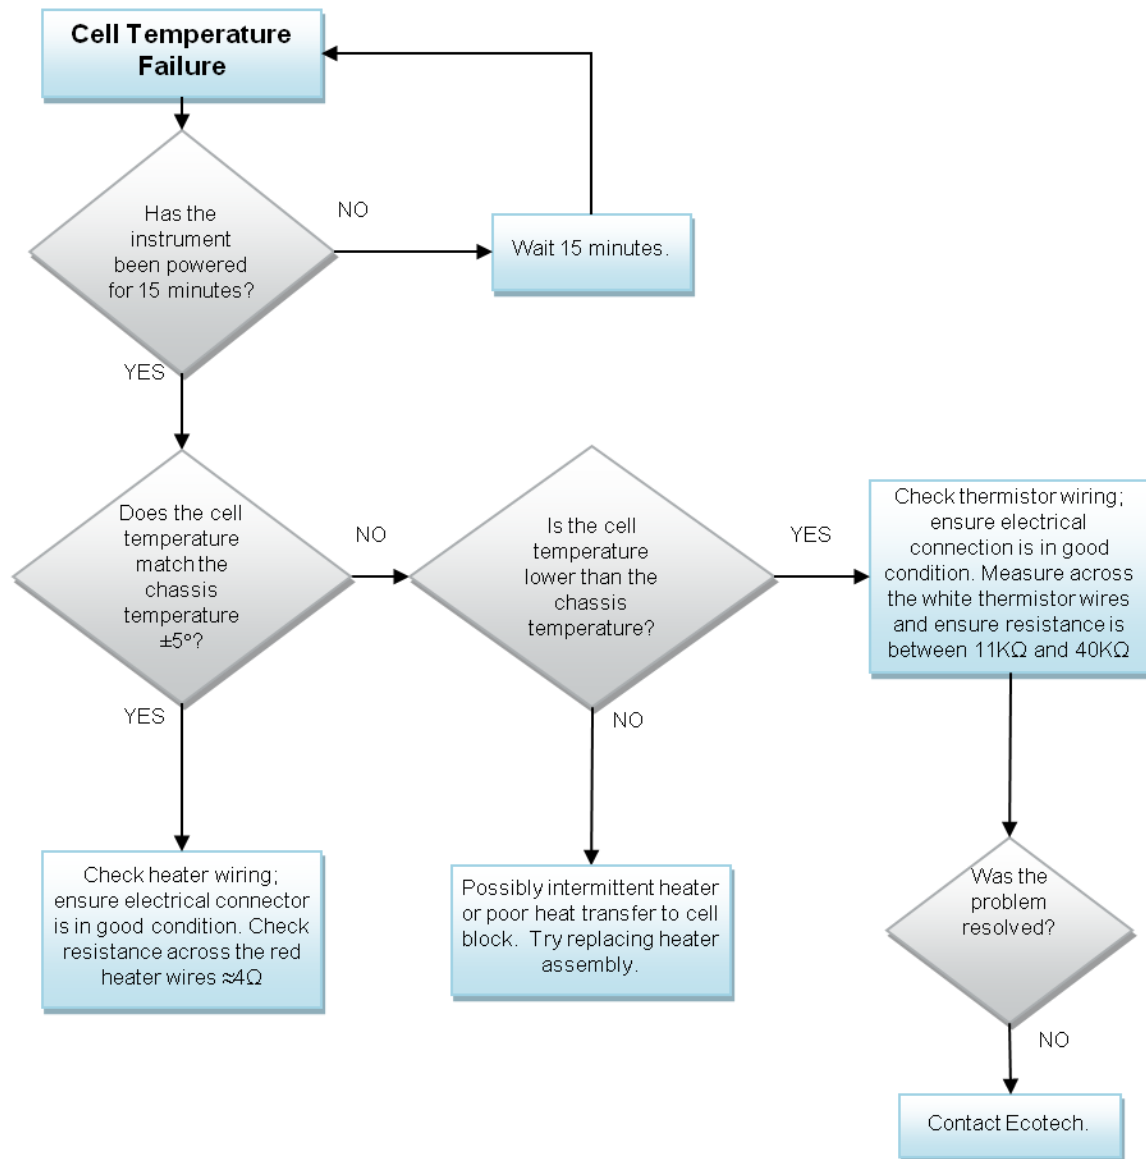 Cell Temperature
Failure
Has the
instrument
been powered
for 15 minutes?
NO
Wait 15 minutes.
YES
Does the cell
temperature
match the
chassis
temperature
±5°?
NO
Is the cell
temperature
lower than the
chassis
temperature?
YES
Check thermistor wiring;
ensure electrical
connection is in good
condition. Measure across
the white thermistor wires
and ensure resistance is
between 11KΩ and 40KΩ
YES
NO
Check heater wiring;
ensure electrical connector
is in good condition. Check
resistance across the red
heater wires ≈4Ω
Possibly intermittent heater
or poor heat transfer to cell
block. Try replacing heater
assembly.
Was the
problem
resolved?
NO
Contact Ecotech.